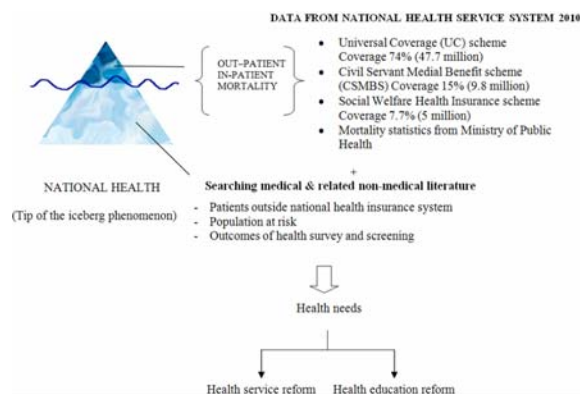 DATA FROM NATIONAL HEALTH SERVICE SYSTEM 2010
OUT–PATIENT
IN-PATIENT
MORTALITY
• Universal Coverage (UC) scheme
Coverage 74% (47.7 million)
• Civil Servant Medial Benefit scheme
(CSMBS) Coverage 15% (9.8 million)
• Social Welfare Health Insurance scheme
Coverage 7.7% (5 million)
• Mortality statistics from Ministry of Public
Health
+
NATIONAL HEALTH
(Tip of the iceberg phenomenon)
Searching medical & related non-medical literature
- Patients outside national health insurance system
- Population at risk
- Outcomes of health survey and screening
Health needs
Health service reform
Health education reform